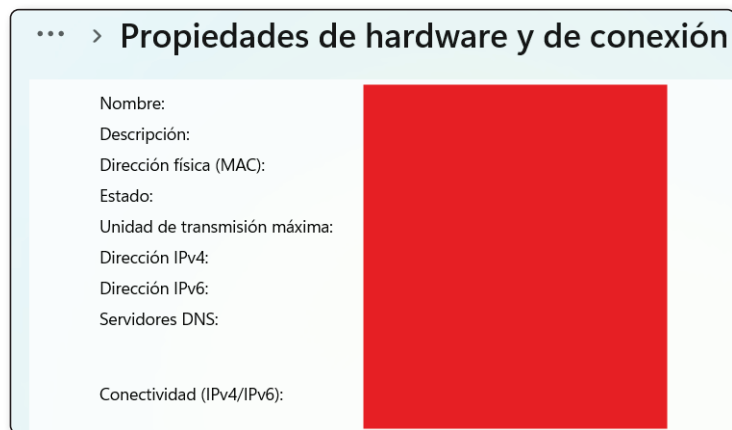 ... > Propiedades de hardware y de conexión
Nombre:
Descripción:
Dirección física (MAC):
Estado:
Unidad de transmisión máxima:
Dirección IPv4:
Dirección IPv6:
Servidores DNS:
Conectividad (IPv4/IPv6):